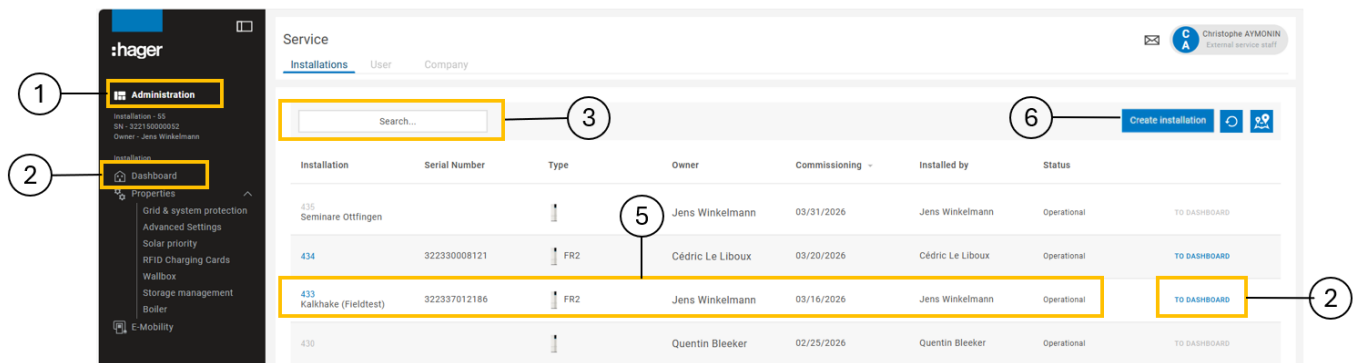 :hager
Administration
Installation - 55
SN - 322150000052
Owner - Jens Winkelmann
Installation
Dashboard
Properties
Grid & system protection
Advanced Settings
Solar priority
RFID Charging Cards
Wallbox
Storage management
Boiler
E-Mobility
1
2
Service
C A
Christophe AYMONIN
External service staff
Installations User Company
Search...
3
6
Create installation
Installation Serial Number Type Owner Commissioning Installed by Status
435
Seminare Ottfingen
Jens Winkelmann 03/31/2026 Jens Winkelmann Operational TO DASHBOARD
5
434 322330008121 FR2 Cédric Le Liboux 03/20/2026 Cédric Le Liboux Operational TO DASHBOARD
433
Kalkhake (Fieldtest)
322337012186 FR2 Jens Winkelmann 03/16/2026 Jens Winkelmann Operational TO DASHBOARD
2
430 Quentin Bleeker 02/25/2026 Quentin Bleeker Operational TO DASHBOARD